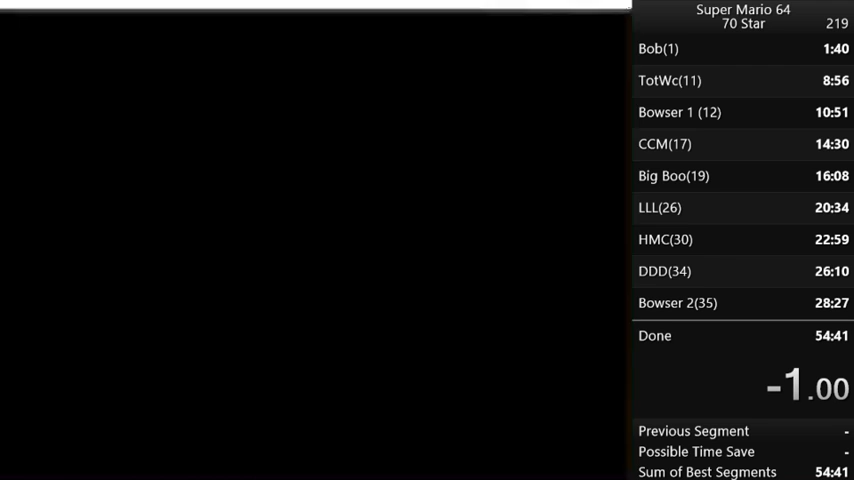 Super Mario 64
70 Star 219
Bob(1) 1:40
TotWc(11) 8:56
Bowser 1 (12) 10:51
CCM(17) 14:30
Big Boo(19) 16:08
LLL(26) 20:34
HMC(30) 22:59
DDD(34) 26:10
Bowser 2(35) 28:27
Done 54:41
-1.00
Previous Segment -
Possible Time Save -
Sum of Best Segments 54:41